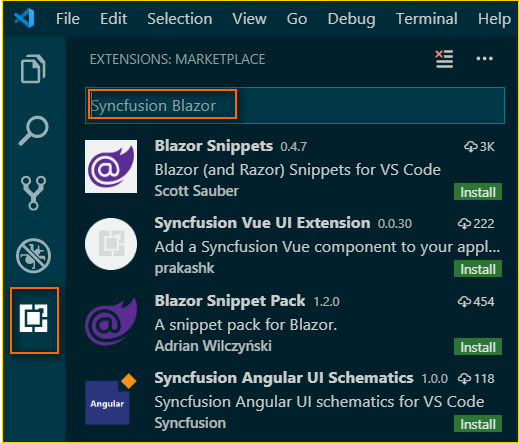 File Edit Selection View Go Debug Terminal Help
EXTENSIONS: MARKETPLACE
Syncfusion Blazor
Blazor Snippets 0.4.7 3K
Blazor (and Razor) Snippets for VS Code
Scott Sauber Install
Syncfusion Vue UI Extension 0.0.30 222
Add a Syncfusion Vue component to your appl...
prakashk Install
Blazor Snippet Pack 1.2.0 454
A snippet pack for Blazor.
Adrian Wilczyński Install
Syncfusion Angular UI Schematics 1.0.0 118
Angular
Syncfusion Angular UI schematics for VS Code
Syncfusion Install